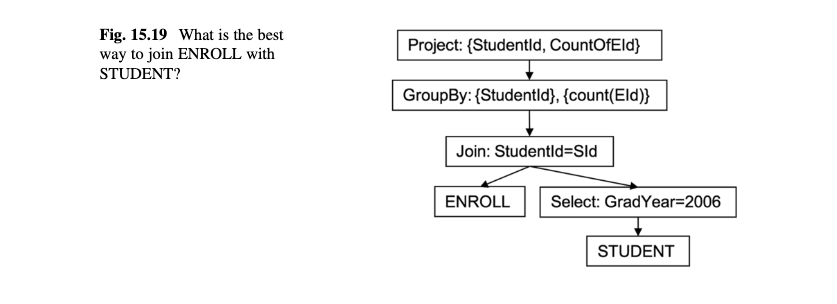 Fig. 15.19 What is the best
way to join ENROLL with
STUDENT?
Project: {StudentId, CountOfEId}
GroupBy: {StudentId}, {count(EId)}
Join: StudentId=SId
ENROLL
Select: GradYear=2006
STUDENT